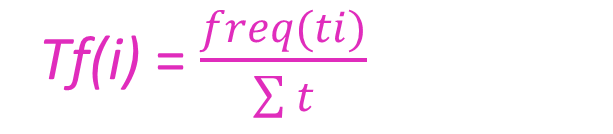 Tf(i) = freq(ti) / ∑ t